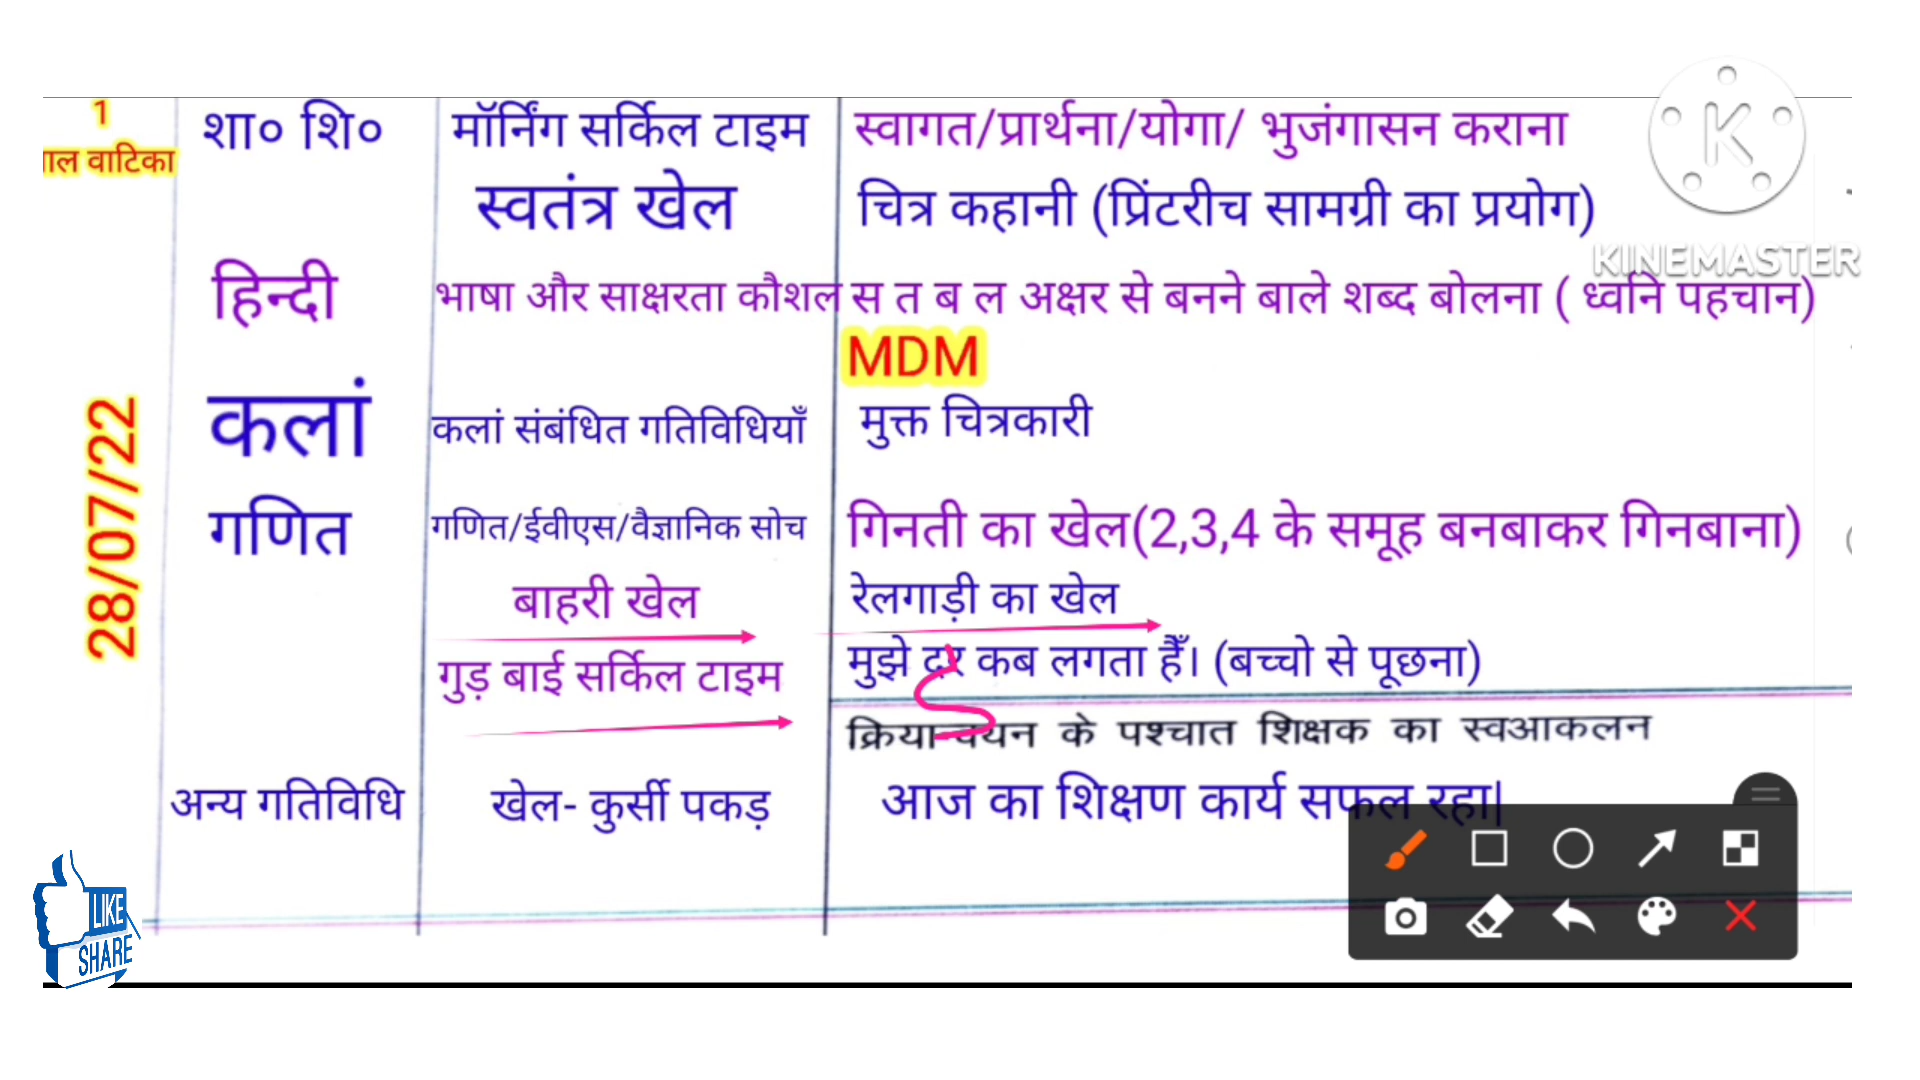 1
ाल वाटिका
शा० शि० मॉर्निंग सर्किल टाइम स्वागत/प्रार्थना/योगा/ भुजंगासन कराना
स्वतंत्र खेल चित्र कहानी (प्रिंटरीच सामग्री का प्रयोग)
KINEMASTER
हिन्दी भाषा और साक्षरता कौशल स त ब ल अक्षर से बनने बाले शब्द बोलना ( ध्वनि पहचान)
MDM
कलां कलां संबंधित गतिविधियाँ मुक्त चित्रकारी
28/07/22
गणित गणित/ईवीएस/वैज्ञानिक सोच गिनती का खेल(2,3,4 के समूह बनबाकर गिनबाना)
बाहरी खेल रेलगाड़ी का खेल
गुड़ बाई सर्किल टाइम मुझे दर कब लगता हैँ। (बच्चो से पूछना)
क्रियान्वयन के पश्चात शिक्षक का स्वआकलन
अन्य गतिविधि खेल- कुर्सी पकड़ आज का शिक्षण कार्य सफल रहा|
LIKE
SHARE